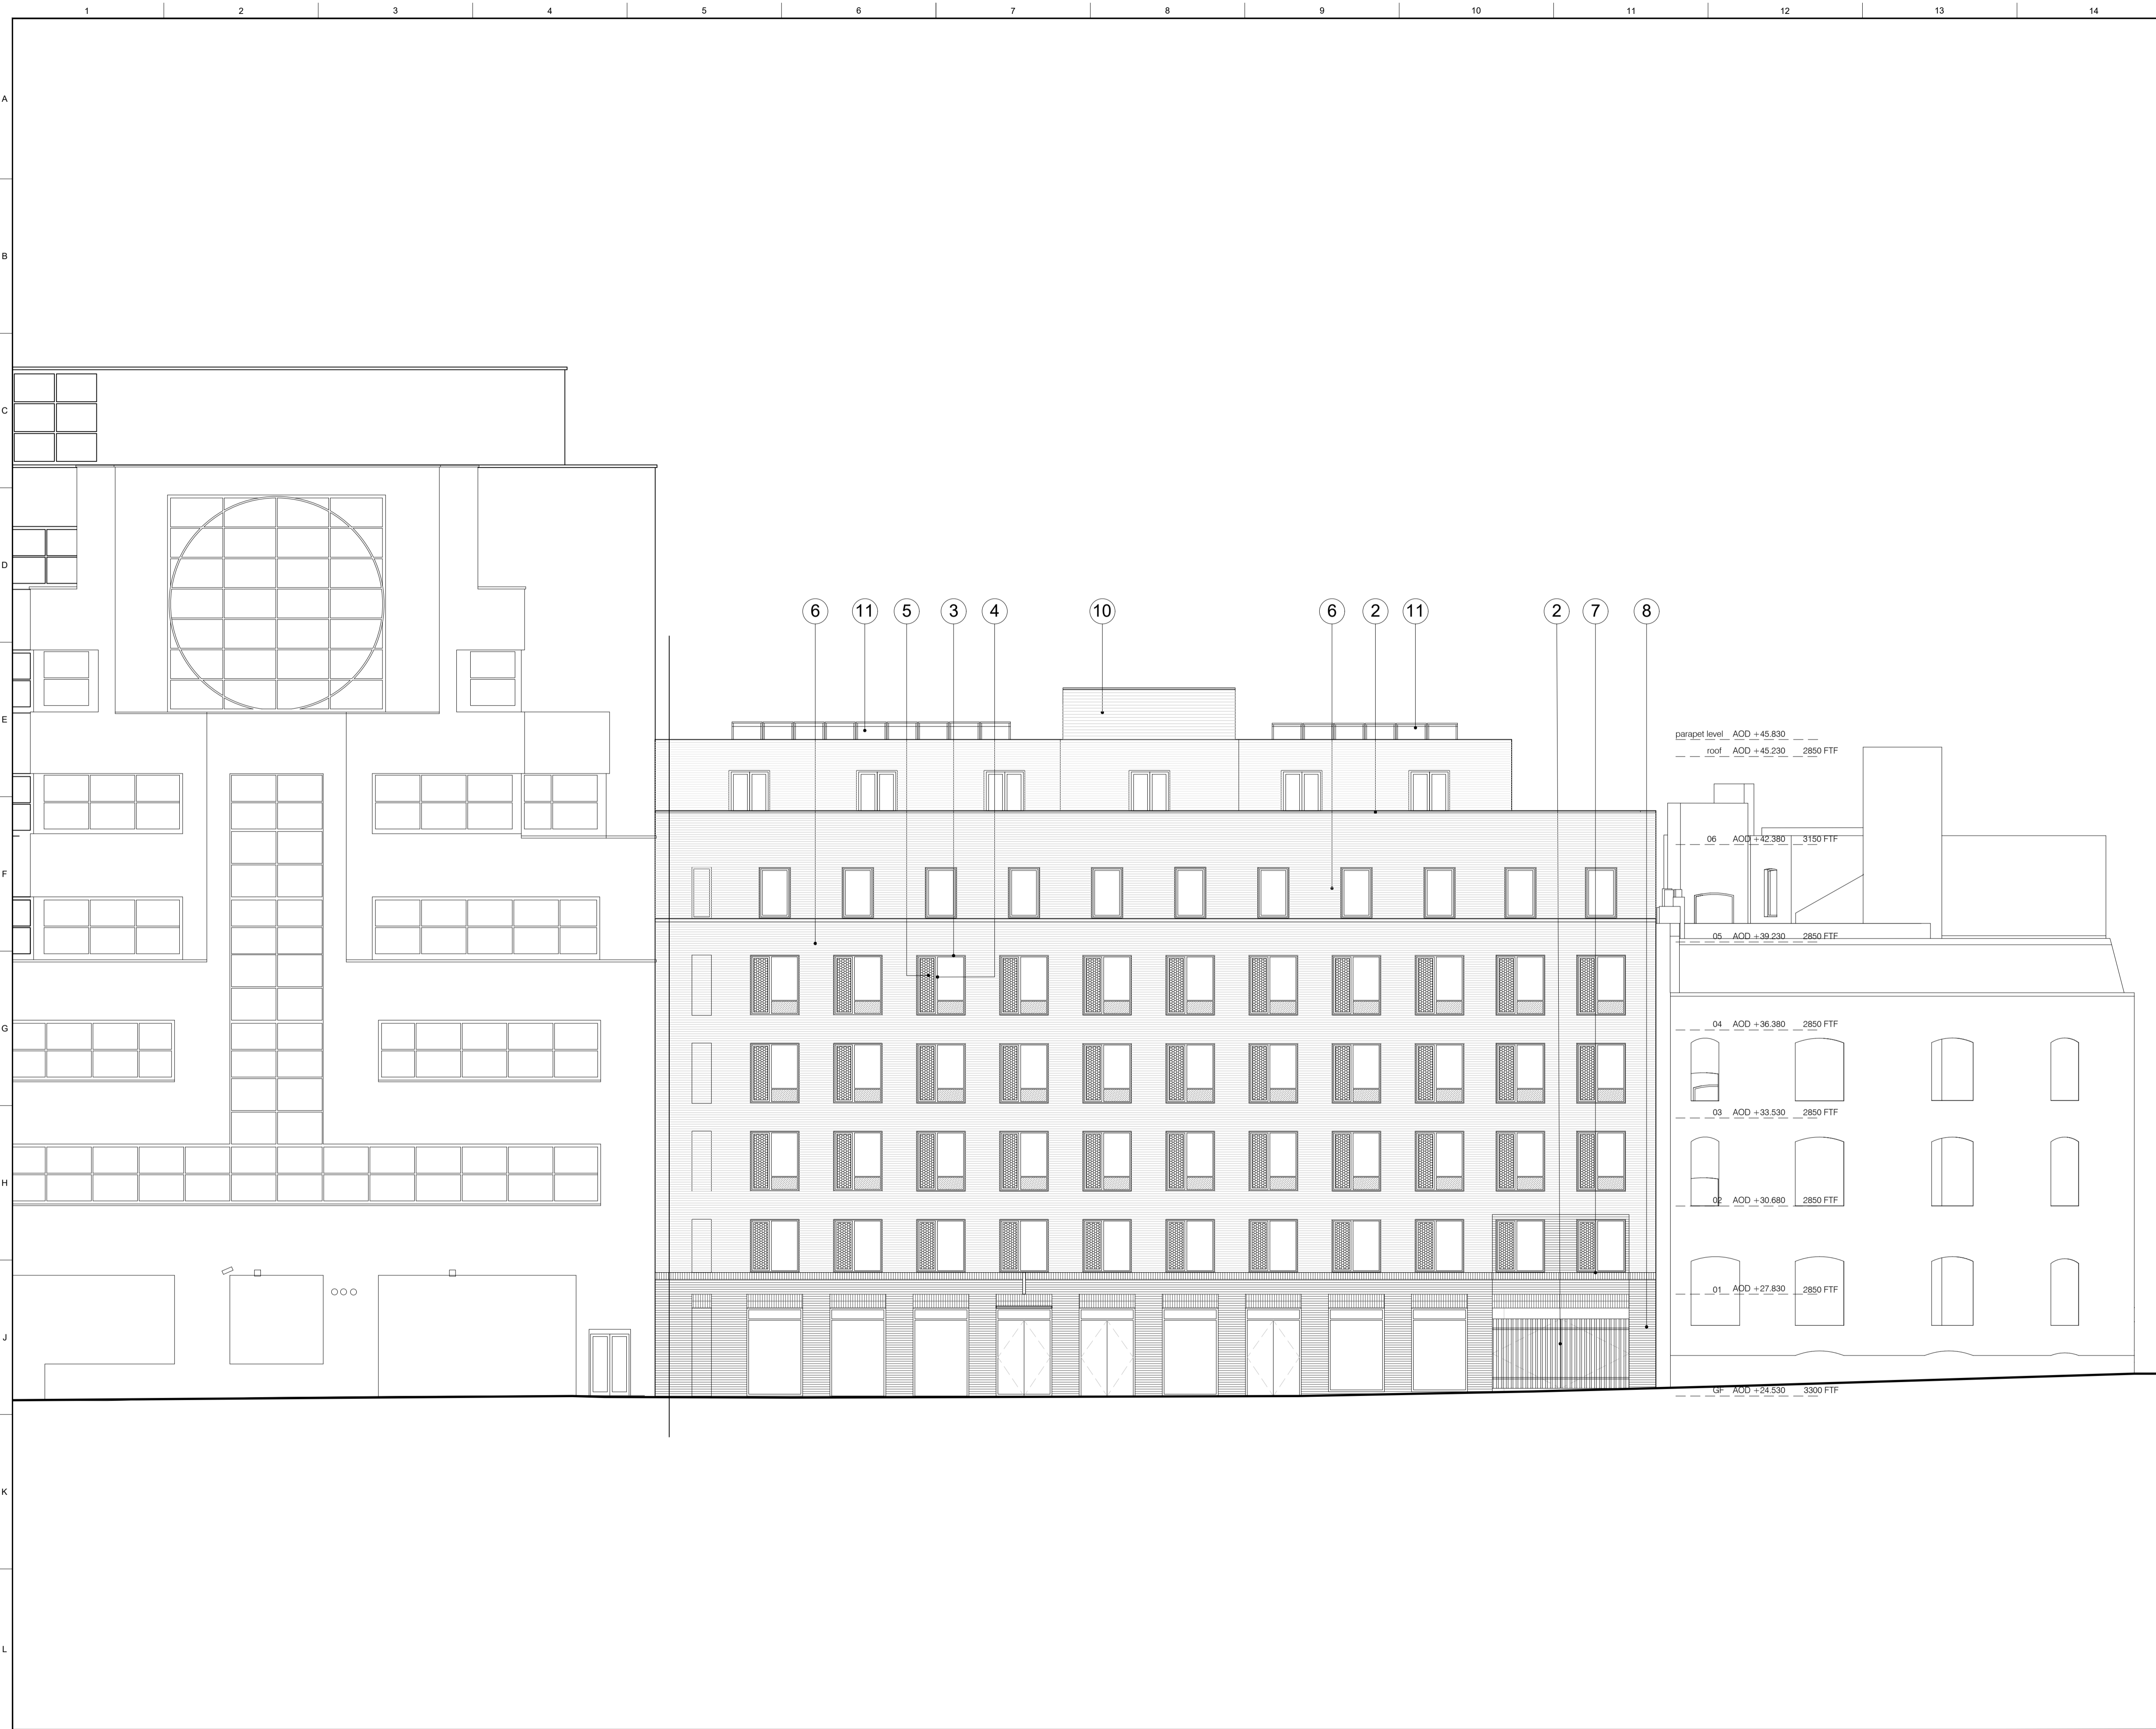 1 2 3 4 5 6 7 8 9 10 11 12 13 14
A
B
C
D
6 11 5 3 4 10 6 2 11 2 7 8
E
parapet level AOD +45.830
roof AOD +45.230 2850 FTF
06 AOD +42.380 3150 FTF
F
05 AOD +39.230 2850 FTF
04 AOD +36.380 2850 FTF
G
03 AOD +33.530 2850 FTF
H
02 AOD +30.680 2850 FTF
01 AOD +27.830 2850 FTF
J
GF AOD +24.530 3300 FTF
K
L